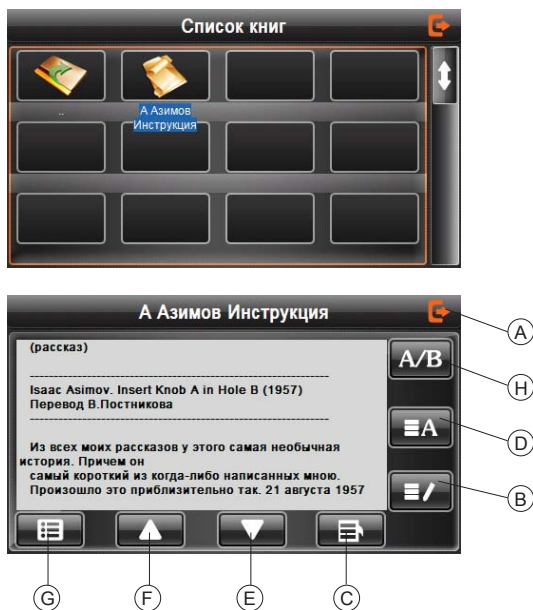 Список книг
..
А Азимов
Инструкция
А Азимов Инструкция
(рассказ)
------------------------------------------------------------
Isaac Asimov. Insert Knob A in Hole B (1957)
Перевод В.Постникова
------------------------------------------------------------
Из всех моих рассказов у этого самая необычная
история. Причем он
самый короткий из когда-либо написанных мною.
Произошло это приблизительно так. 21 августа 1957
A/B
A
A
H
D
B
G
F
E
C